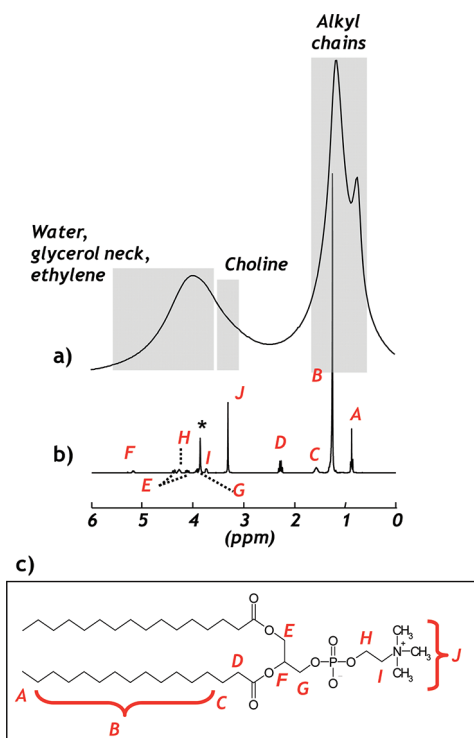 Alkyl
chains
Water,
glycerol neck,
ethylene
Choline
a)
B
J
A
H
*
b)
F
I
D
C
E
G
6 5 4 3 2 1 0
(ppm)
c)
O
O
E
H
CH3
O
N+
CH3
J
D
O
F
G
O
P
O
O-
I
CH3
A
C
O
B